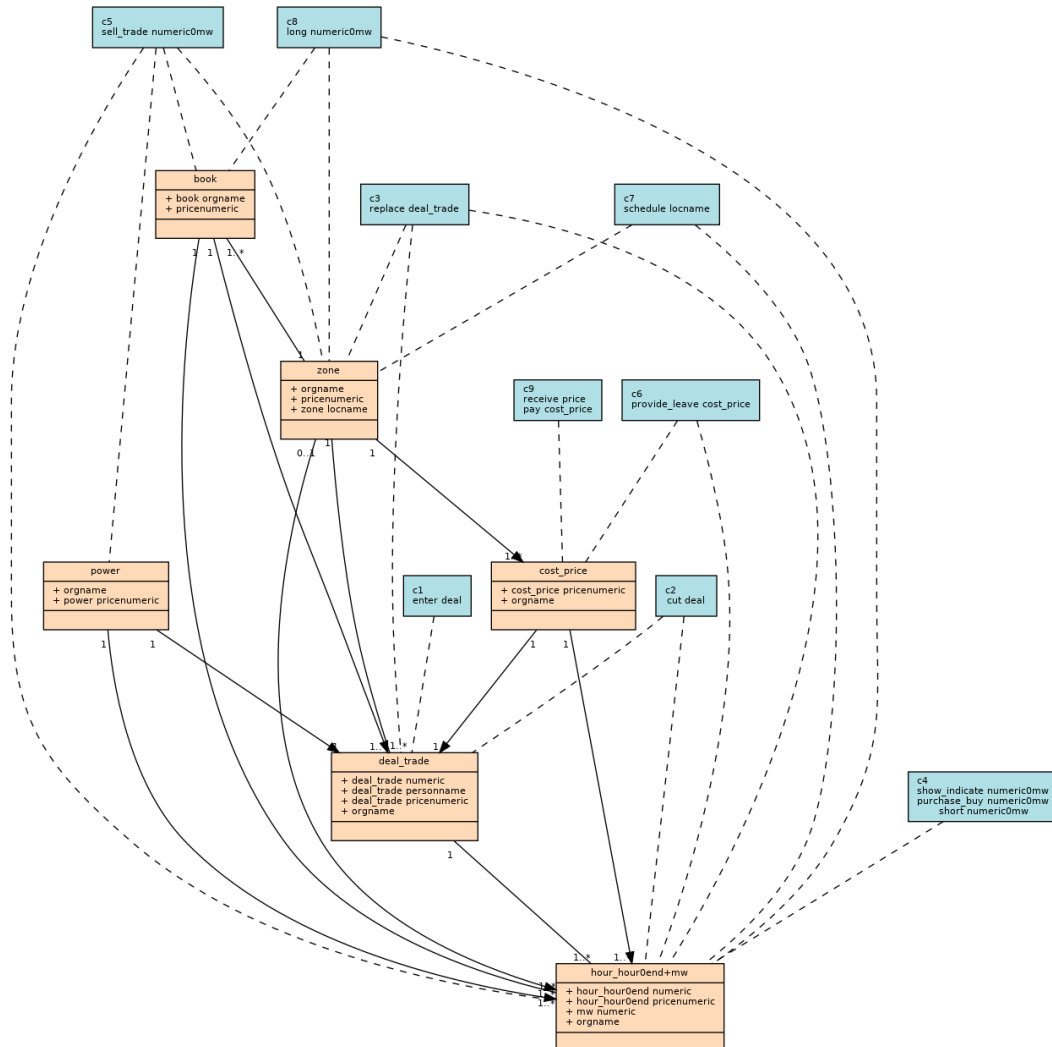 c5
sell_trade numeric0mw
c8
long numeric0mw
book
+ book orgname
+ pricenumeric
c3
replace deal_trade
c7
schedule locname
1
1
1..*
1
zone
+ orgname
+ pricenumeric
+ zone locname
c9
receive price
pay cost_price
c6
provide_leave cost_price
0..1
1
1
power
+ orgname
+ power pricenumeric
cost_price
+ cost_price pricenumeric
+ orgname
c1
enter deal
c2
cut deal
1
1
1
1
1..*
1
deal_trade
+ deal_trade numeric
+ deal_trade personname
+ deal_trade pricenumeric
+ orgname
c4
show_indicate numeric0mw
purchase_buy numeric0mw
short numeric0mw
1
1..*
hour_hour0end+mw
+ hour_hour0end numeric
+ hour_hour0end pricenumeric
+ mw numeric
+ orgname
1..*